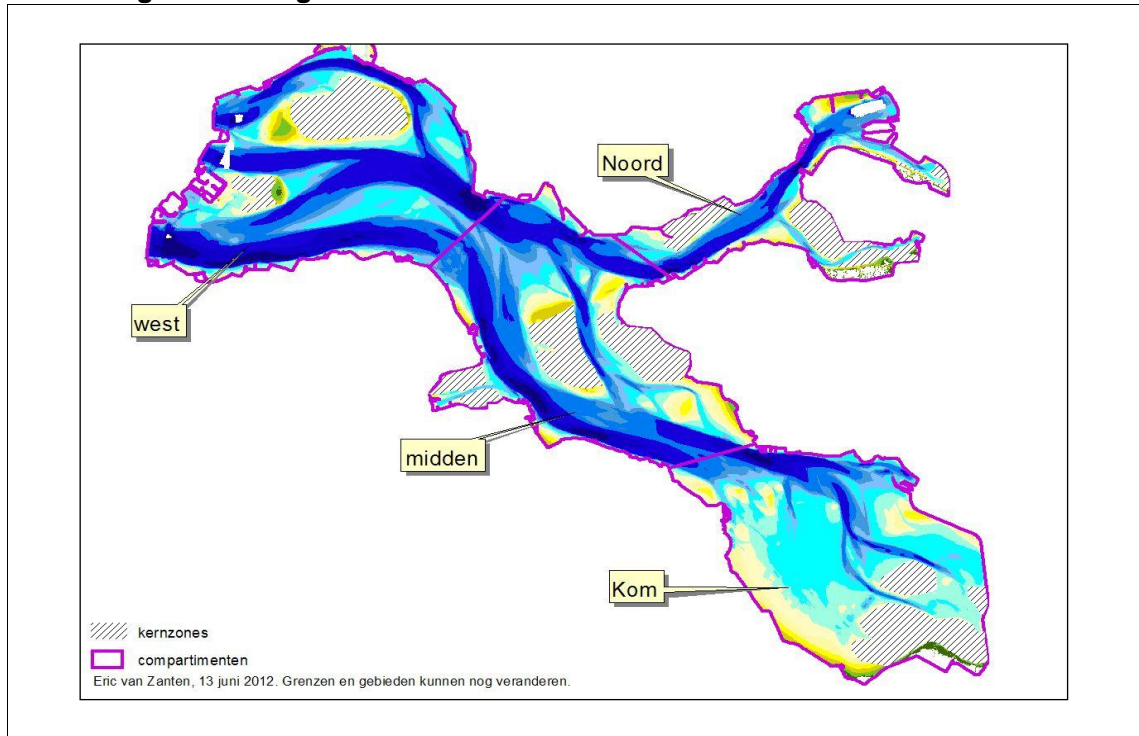 Noord
west
midden
Kom
kernzones
compartimenten
Eric van Zanten, 13 juni 2012. Grenzen en gebieden kunnen nog veranderen.